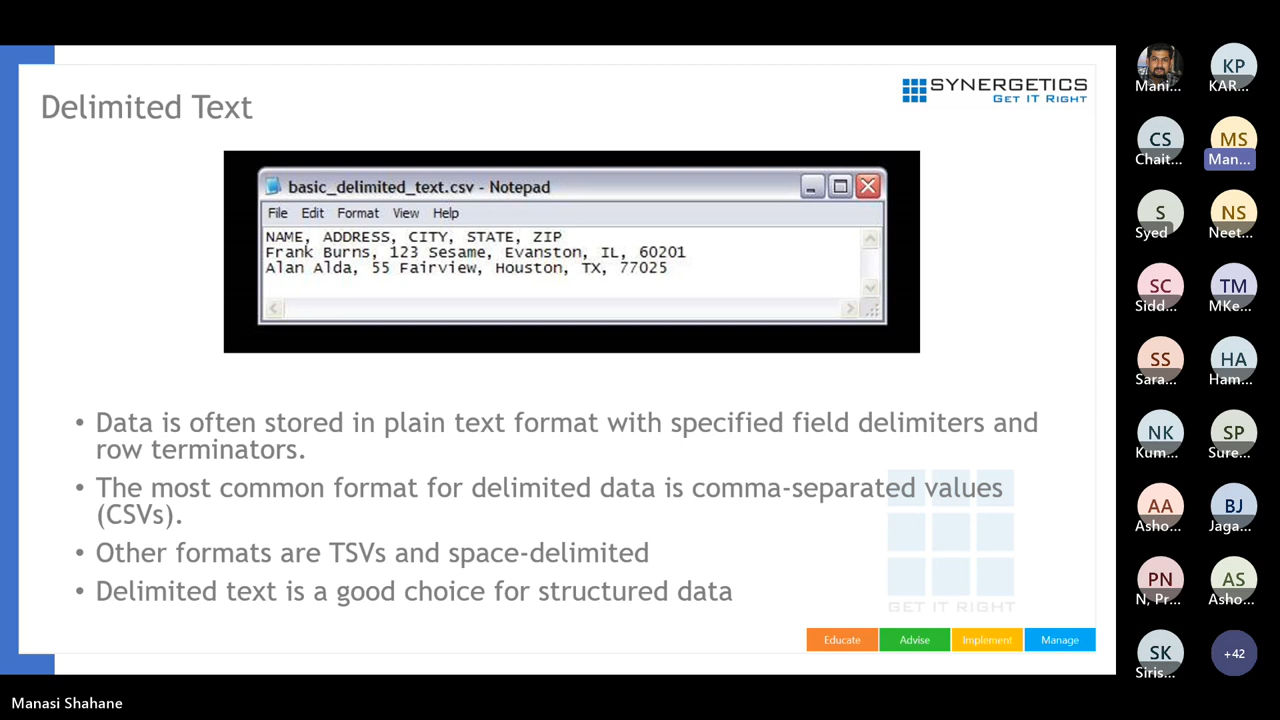 Delimited Text
SYNERGETICS
GET IT RIGHT
basic_delimited_text.csv - Notepad
File Edit Format View Help
NAME, ADDRESS, CITY, STATE, ZIP
Frank Burns, 123 Sesame, Evanston, IL, 60201
Alan Alda, 55 Fairview, Houston, TX, 77025
• Data is often stored in plain text format with specified field delimiters and
row terminators.
• The most common format for delimited data is comma-separated values
(CSVs).
• Other formats are TSVs and space-delimited
• Delimited text is a good choice for structured data
GET IT RIGHT
Educate Advise Implement Manage
Manasi Shahane
KP
Mani... KAR...
CS MS
Chait... Man...
S NS
Syed Neet...
SC TM
Sidd... MKe...
SS HA
Sara... Ham...
NK SP
Kum... Sure...
AA BJ
Asho... Jaga...
PN AS
N, Pr... Asho...
SK +42
Siris...